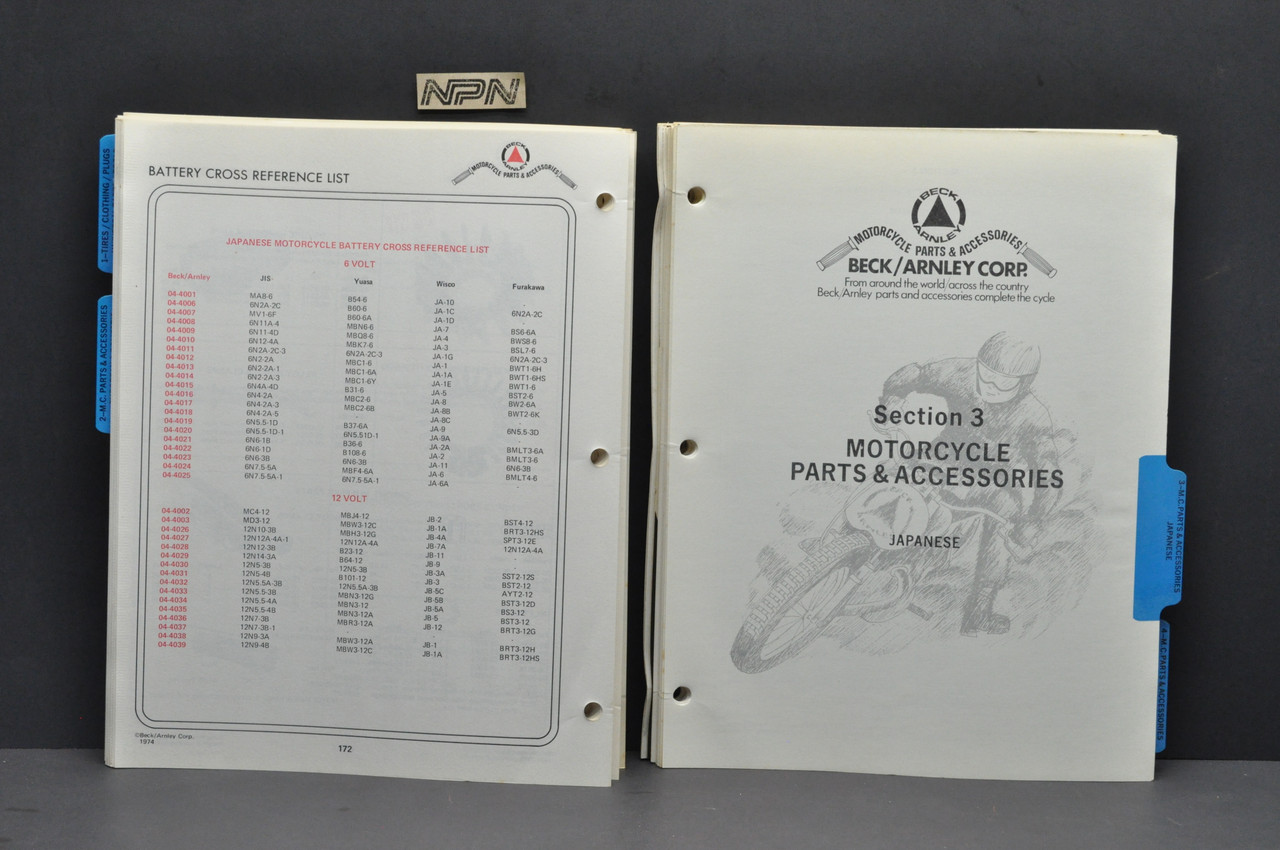 NPN
1–TIRES / CLOTHING / PLUGS
2–M.C. PARTS & ACCESSORIES
BATTERY CROSS REFERENCE LIST
BECK
ARNLEY
MOTORCYCLE PARTS & ACCESSORIES
JAPANESE MOTORCYCLE BATTERY CROSS REFERENCE LIST
6 VOLT
Beck/Arnley JIS Yuasa Wisco Furakawa
04-4001 MA8-6 B54-6 JA-10 -
04-4006 6N2A-2C B60-6 JA-1C 6N2A-2C
04-4007 MV1-6F B60-6A JA-1D -
04-4008 6N11A-4 MBN6-6 JA-7 BS6-6A
04-4009 6N11-4D MBQ8-6 JA-4 BWS8-6
04-4010 6N12-4A MBK7-6 JA-3 BSL7-6
04-4011 6N2A-2C-3 6N2A-2C-3 JA-1G 6N2A-2C-3
04-4012 6N2-2A MBC1-6 JA-1 BWT1-6H
04-4013 6N2-2A-1 MBC1-6A JA-1A BWT1-6HS
04-4014 6N2-2A-3 MBC1-6Y JA-1E BWT1-6
04-4015 6N4A-4D B31-6 JA-5 BST2-6
04-4016 6N4-2A MBC2-6 JA-8 BW2-6A
04-4017 6N4-2A-3 MBC2-6B JA-8B BWT2-6K
04-4018 6N4-2A-5 - JA-8C -
04-4019 6N5.5-1D B37-6A JA-9 6N5.5-3D
04-4020 6N5.5-1D-1 6N5.51D-1 JA-9A -
04-4021 6N6-1B B36-6 JA-2A BMLT3-6A
04-4022 6N6-1D B108-6 JA-2 BMLT3-6
04-4023 6N6-3B 6N6-3B JA-11 6N6-3B
04-4024 6N7.5-5A MBF4-6A JA-6 BMLT4-6
04-4025 6N7.5-5A-1 6N7.5-5A-1 JA-6A -
12 VOLT
04-4002 MC4-12 MBJ4-12 JB-2 BST4-12
04-4003 MD3-12 MBW3-12C JB-1A BRT3-12HS
04-4026 12N10-3B MBH3-12G JB-4A SPT3-12E
04-4027 12N12A-4A-1 12N12A-4A JB-7A 12N12A-4A
04-4028 12N12-3B B23-12 JB-11 -
04-4029 12N14-3A B64-12 JB-9 -
04-4030 12N5-3B 12N5-3B JB-3A SST2-12S
04-4031 12N5-4B B101-12 JB-3 BST2-12
04-4032 12N5.5A-3B 12N5.5A-3B JB-5C AYT2-12
04-4033 12N5.5-3B MBN3-12G JB-5B BST3-12D
04-4034 12N5.5-4A MBN3-12 JB-5A BS3-12
04-4035 12N5.5-4B MBN3-12A JB-5 BST3-12
04-4036 12N7-3B MBR3-12A JB-12 BRT3-12G
04-4037 12N7-3B-1 - - -
04-4038 12N9-3A MBW3-12A JB-1 BRT3-12H
04-4039 12N9-4B MBW3-12C JB-1A BRT3-12HS
©Beck/Arnley Corp.
1974
172
BECK
ARNLEY
MOTORCYCLE PARTS & ACCESSORIES
BECK/ARNLEY CORP.
From around the world/across the country
Beck/Arnley parts and accessories complete the cycle
Section 3
MOTORCYCLE
PARTS & ACCESSORIES
JAPANESE
3–M.C. PARTS & ACCESSORIES
JAPANESE
4–M.C. PARTS & ACCESSORIES